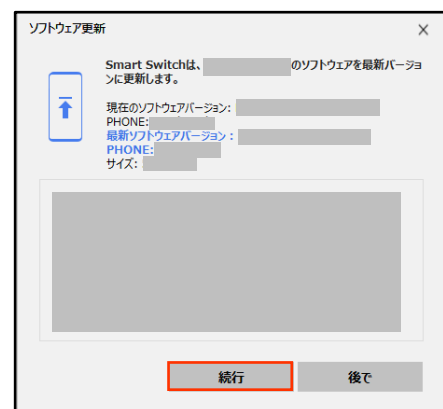 ソフトウェア更新
Smart Switchは、 のソフトウェアを最新バージョ
ンに更新します。
現在のソフトウェアバージョン:
PHONE:
最新ソフトウェアバージョン :
PHONE:
サイズ:
続行
後で